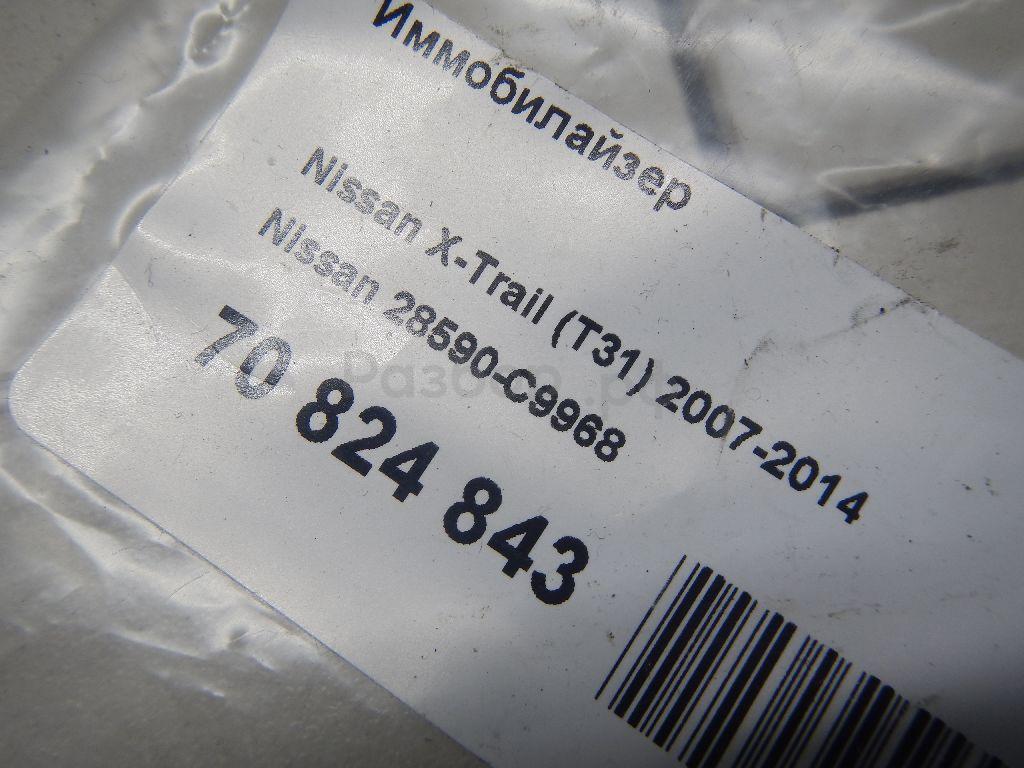 Иммобилайзер
Nissan X-Trail (T31) 2007-2014
Nissan 28590-C9968
70 824 843